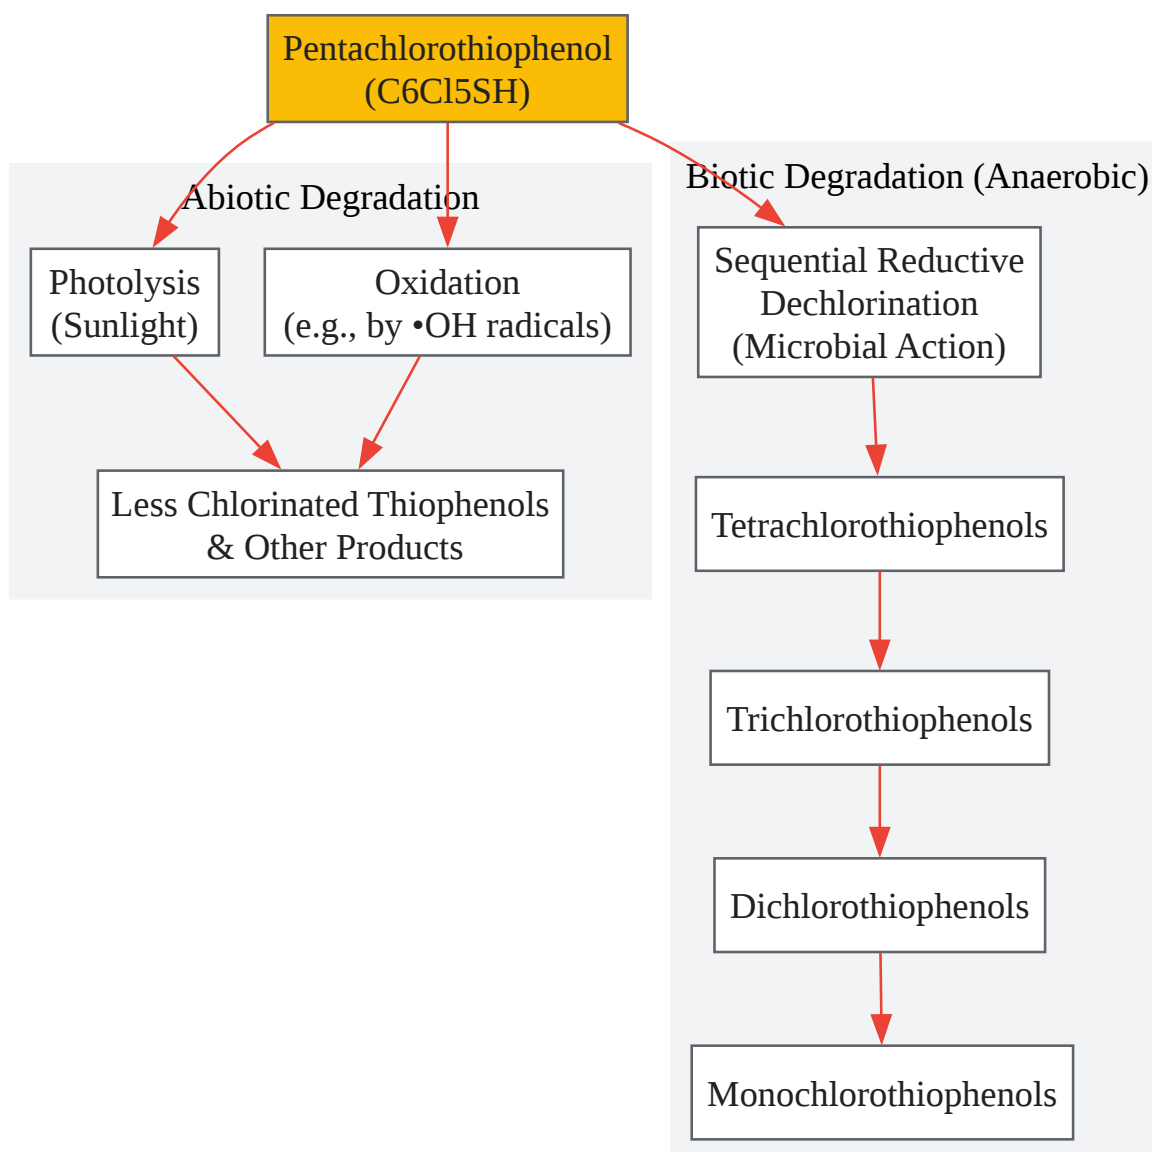 Pentachlorothiophenol
(C6Cl5SH)
Abiotic Degradation
Photolysis
(Sunlight)
Oxidation
(e.g., by •OH radicals)
Less Chlorinated Thiophenols
& Other Products
Biotic Degradation (Anaerobic)
Sequential Reductive
Dechlorination
(Microbial Action)
Tetrachlorothiophenols
Trichlorothiophenols
Dichlorothiophenols
Monochlorothiophenols